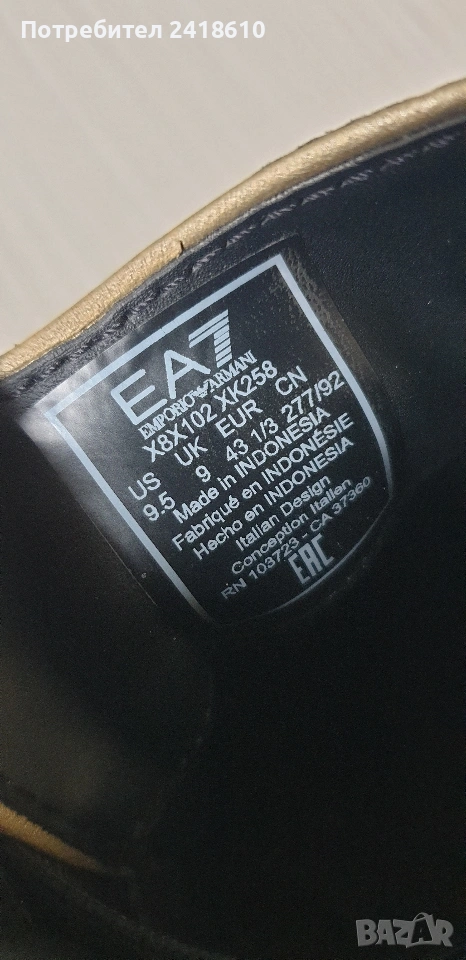 Потребител 2418610
EA7
EMPORIO ARMANI
X8X102 XK258
US UK EUR CN
9.5 9 43 1/3 277/92
Made in INDONESIA
Fabriqué en INDONÉSIE
Hecho en INDONESIA
Italian Design
Conception Italien
RN 103723 - CA 37360
EAC
BAZAR